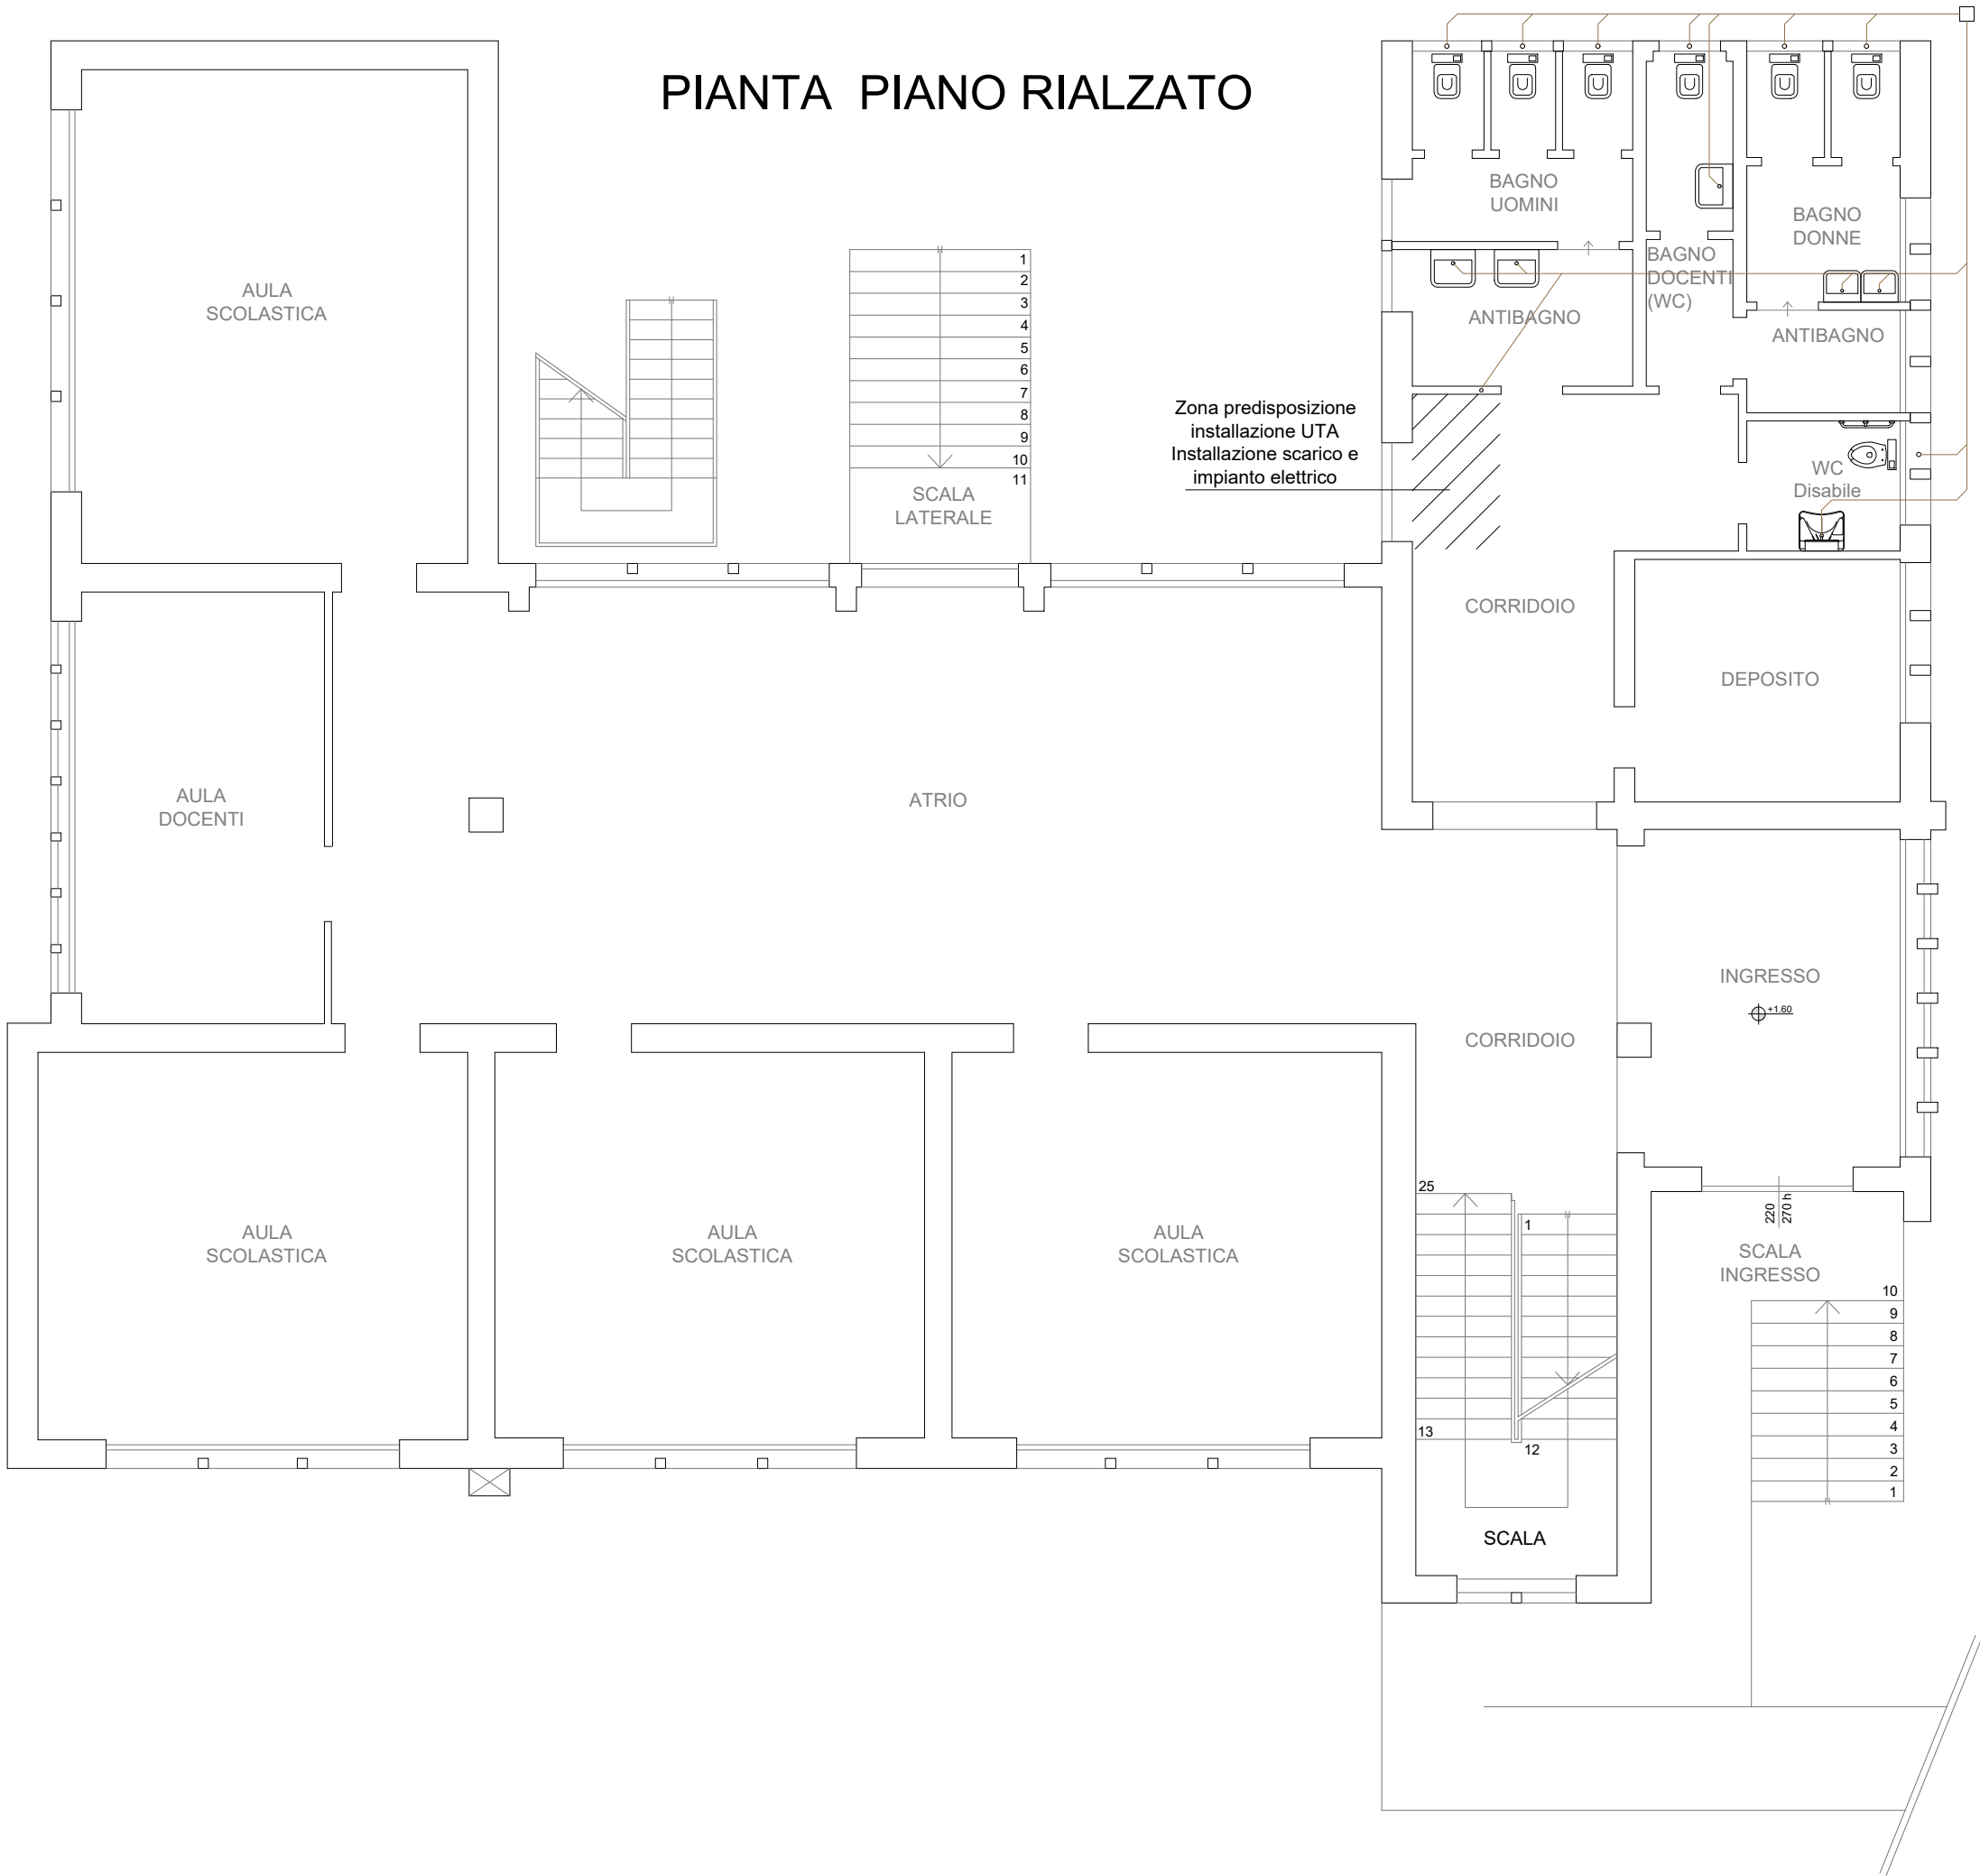 PIANTA PIANO RIALZATO
BAGNO
UOMINI
BAGNO
DONNE
BAGNO
DOCENTI
(WC)
ANTIBAGNO
ANTIBAGNO
AULA
SCOLASTICA
1
2
3
4
5
6
7
8
9
10
11
SCALA
LATERALE
Zona predisposizione
installazione UTA
Installazione scarico e
impianto elettrico
WC
Disabile
CORRIDOIO
DEPOSITO
AULA
DOCENTI
ATRIO
INGRESSO
+1.60
CORRIDOIO
AULA
SCOLASTICA
AULA
SCOLASTICA
AULA
SCOLASTICA
25
1
13
12
SCALA
220
270 h
SCALA
INGRESSO
10
9
8
7
6
5
4
3
2
1